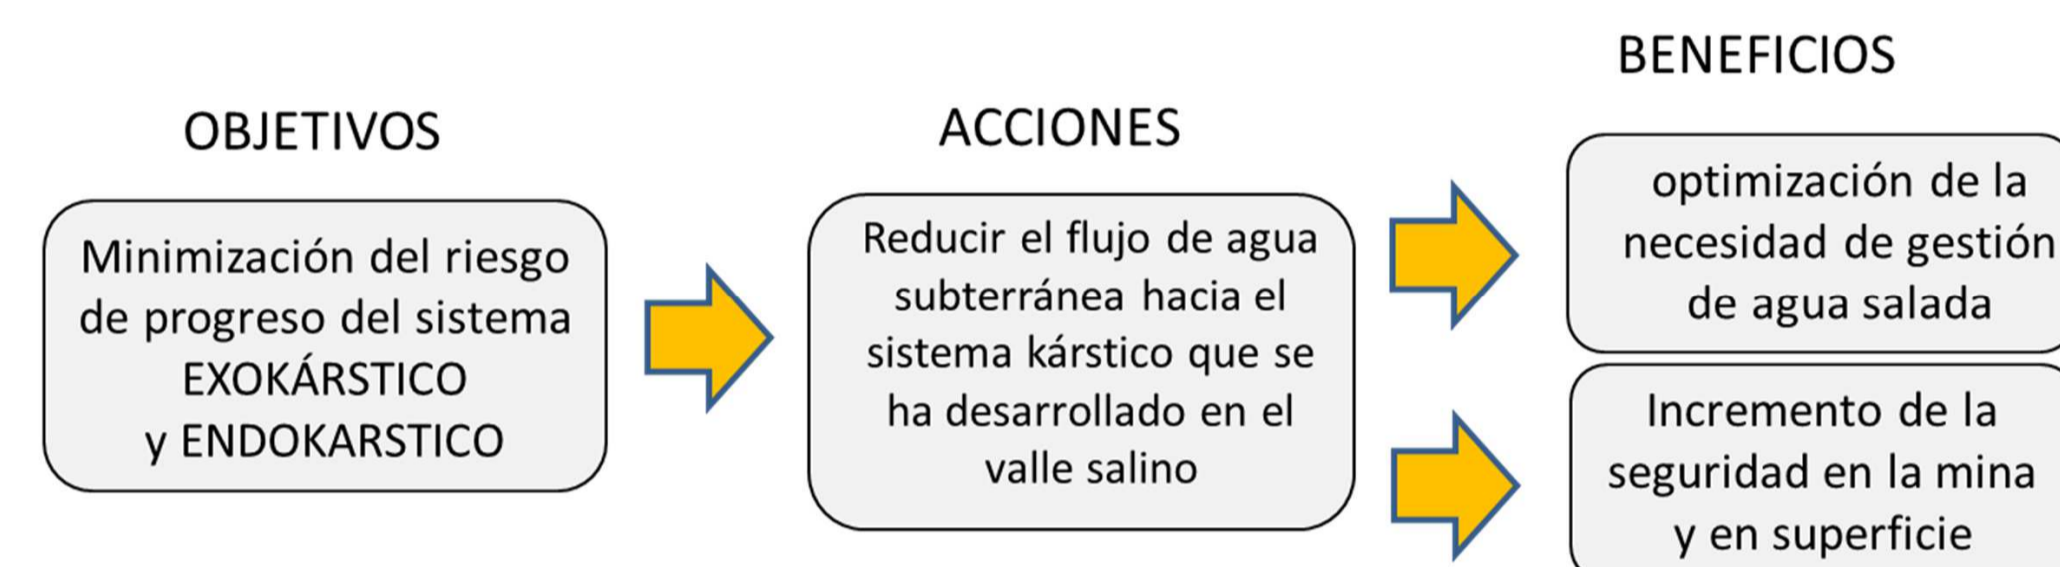 OBJETIVOS
Minimización del riesgo
de progreso del sistema
EXOKÁRSTICO
y ENDOKARSTICO
ACCIONES
Reducir el flujo de agua
subterránea hacia el
sistema kárstico que se
ha desarrollado en el
valle salino
BENEFICIOS
optimización de la
necesidad de gestión
de agua salada
Incremento de la
seguridad en la mina
y en superficie